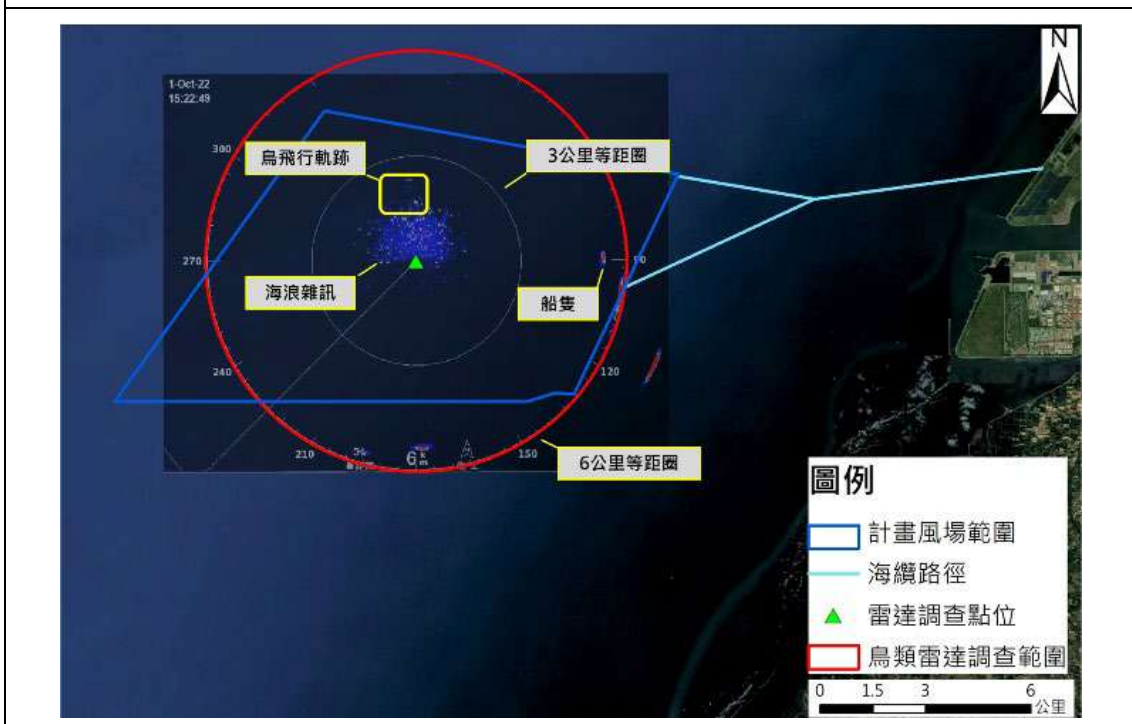 N
1-Oct-22
15:22:49
300
鳥飛行軌跡
3公里等距圈
270
90
海浪雜訊
船隻
240
120
210
6 k m
150
6公里等距圈
圖例
計畫風場範圍
海纜路徑
雷達調查點位
鳥類雷達調查範圍
0 1.5 3 6
公里